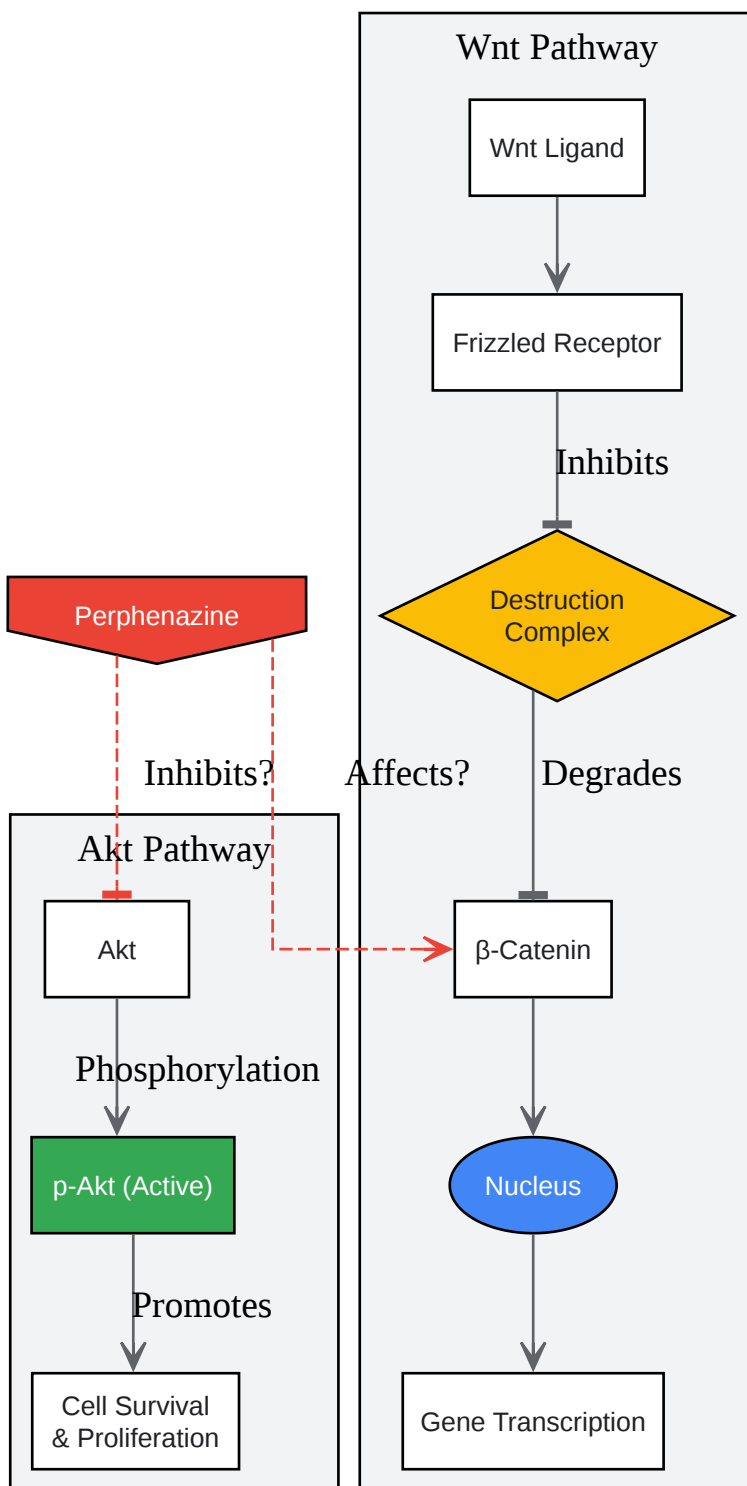 Wnt Pathway
Wnt Ligand
Frizzled Receptor
Inhibits
Perphenazine
Destruction
Complex
Inhibits?
Affects?
Degrades
Akt Pathway
Akt
β-Catenin
Phosphorylation
p-Akt (Active)
Nucleus
Promotes
Cell Survival
& Proliferation
Gene Transcription